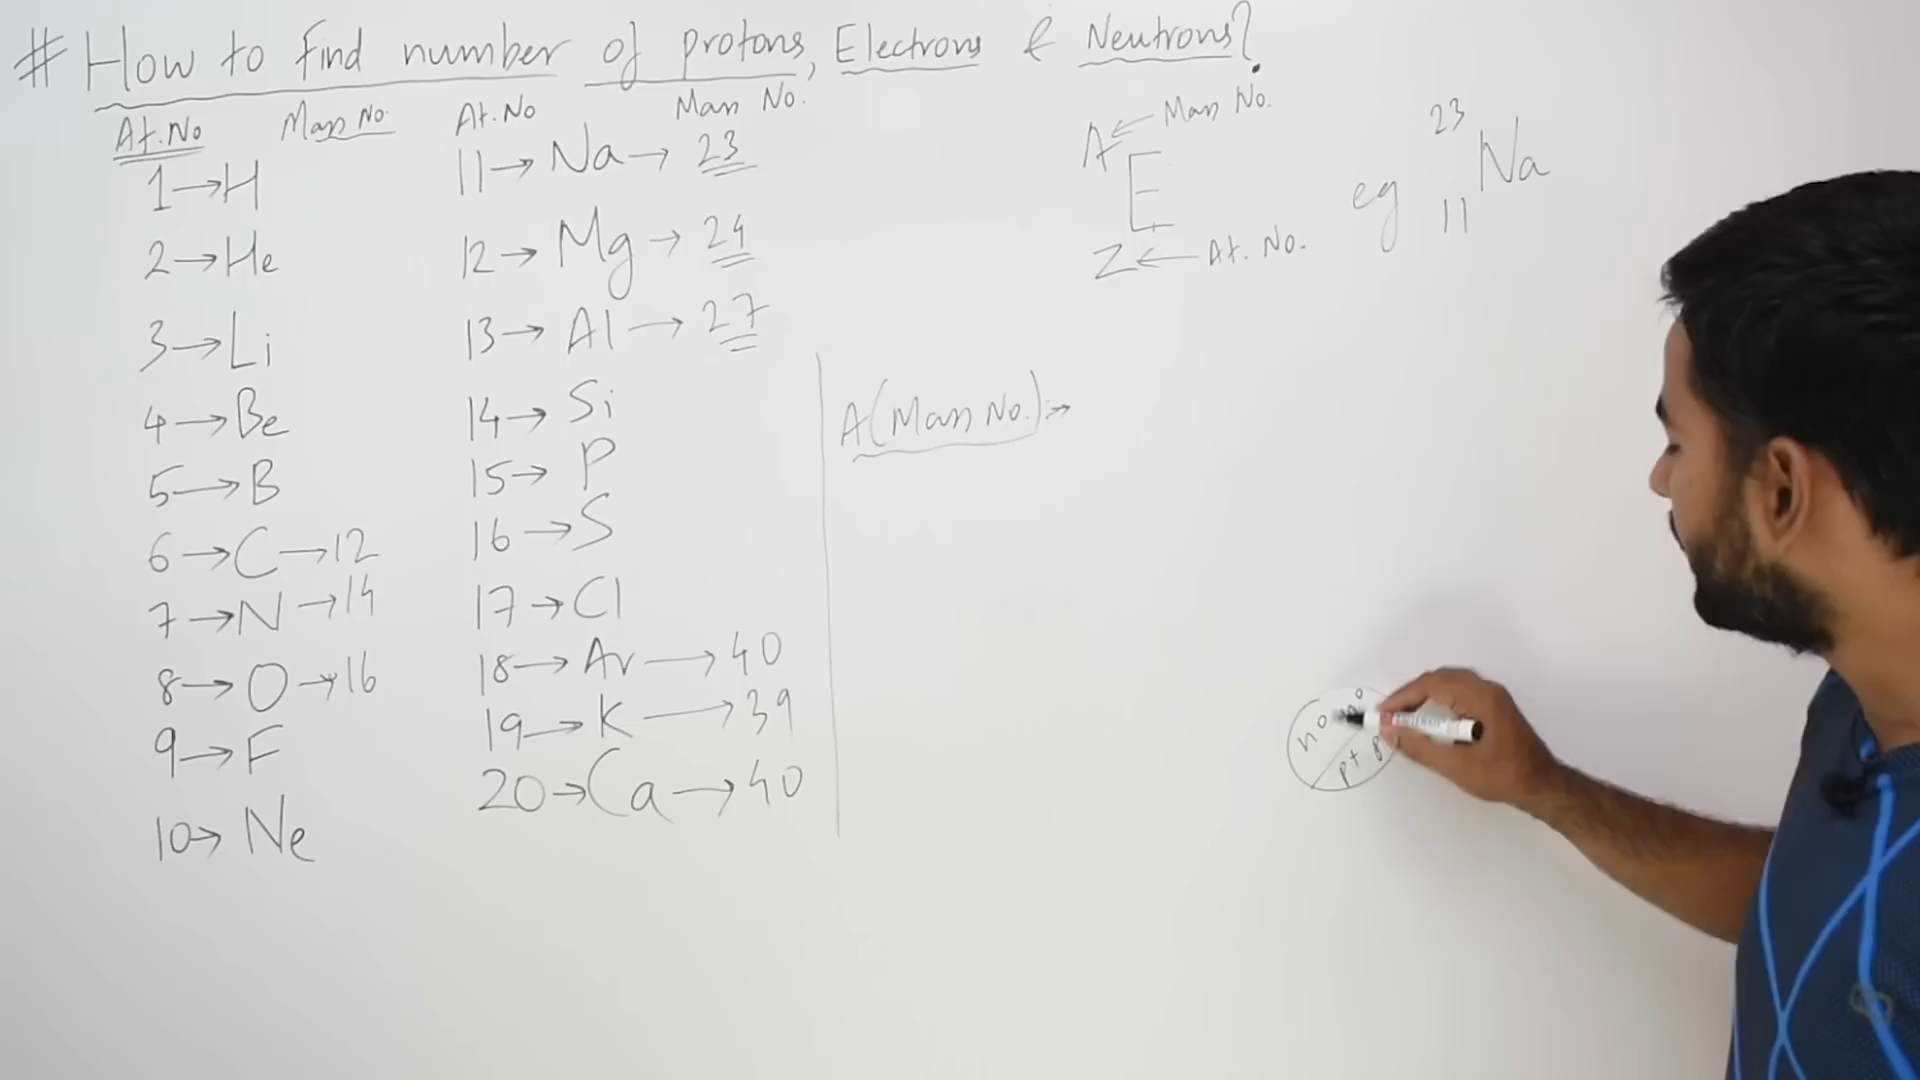 # How to find number of protons, Electrons & Neutrons?
At.No Mass No.
1→H
2→He
3→Li
4→Be
5→B
6→C→12
7→N→14
8→O→16
9→F
10→Ne
At.No Mass No.
11→Na→23
12→Mg→24
13→Al→27
14→Si
15→P
16→S
17→Cl
18→Ar→40
19→K→39
20→Ca→40
A←Mass No.
E
Z←At. No.
eg 23
11 Na
A(Mass No.):→
n° n°
p+ p